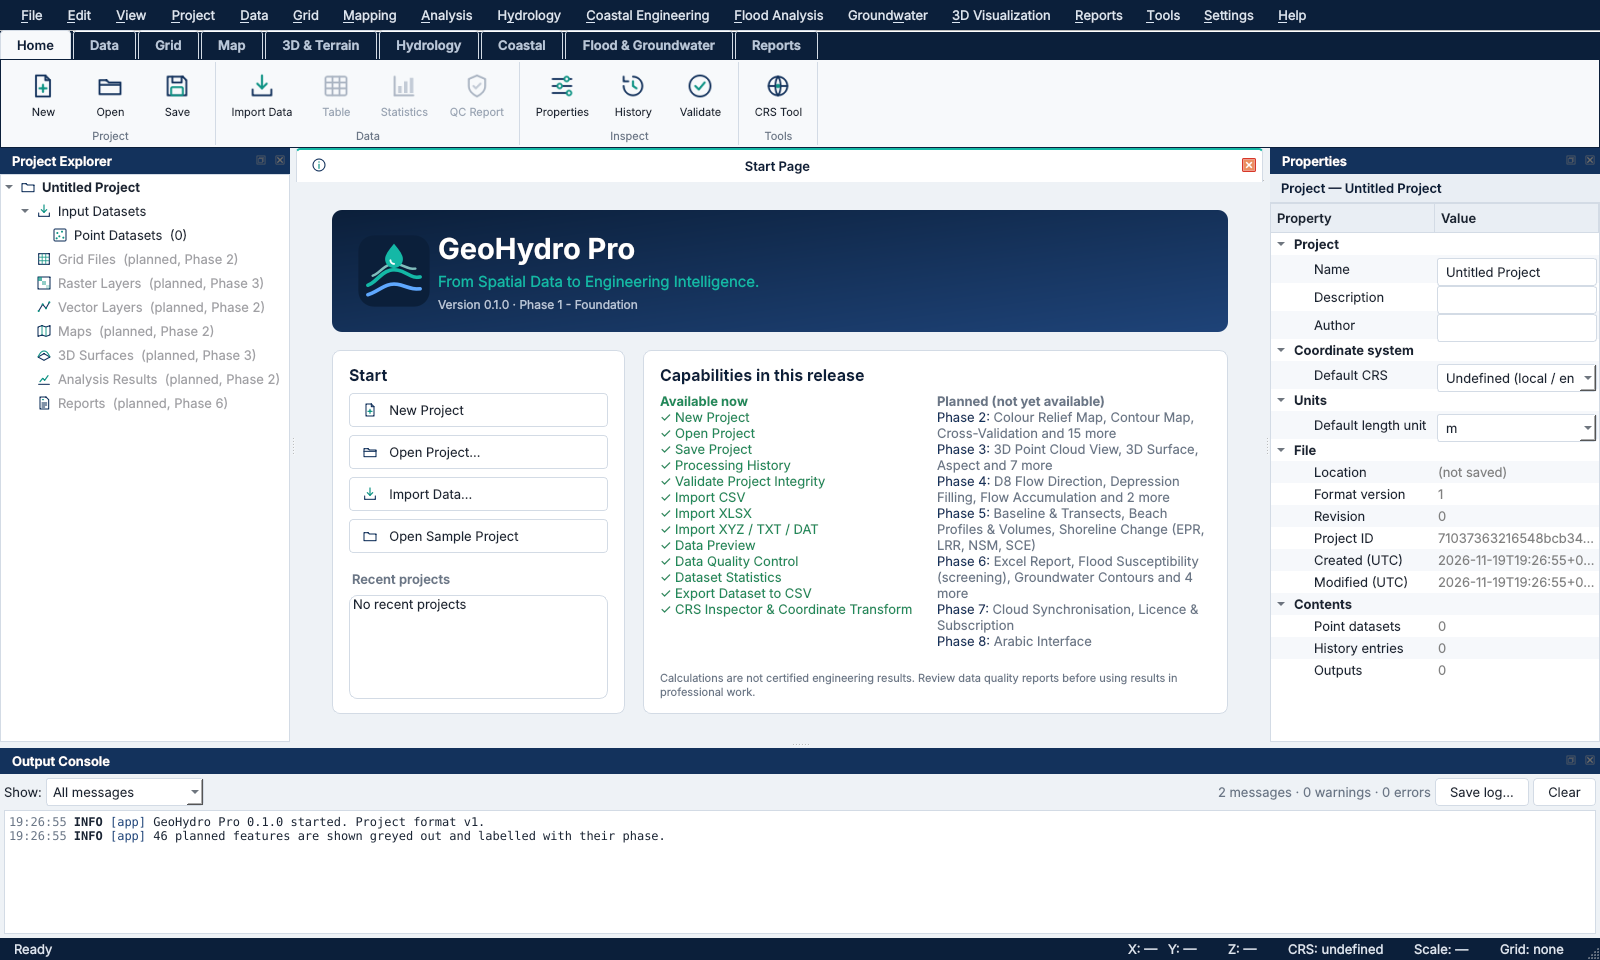 File Edit View Project Data Grid Mapping Analysis Hydrology Coastal Engineering Flood Analysis Groundwater 3D Visualization Reports Tools Settings Help
Home Data Grid Map 3D & Terrain Hydrology Coastal Flood & Groundwater Reports
New Open Save Import Data Table Statistics QC Report Properties History Validate CRS Tool
Project Data Inspect Tools
Project Explorer
Untitled Project
Input Datasets
Point Datasets (0)
Grid Files (planned, Phase 2)
Raster Layers (planned, Phase 3)
Vector Layers (planned, Phase 2)
Maps (planned, Phase 2)
3D Surfaces (planned, Phase 3)
Analysis Results (planned, Phase 2)
Reports (planned, Phase 6)
Start Page
GeoHydro Pro
From Spatial Data to Engineering Intelligence.
Version 0.1.0 · Phase 1 - Foundation
Start
New Project
Open Project...
Import Data...
Open Sample Project
Recent projects
No recent projects
Capabilities in this release
Available now
✓ New Project
✓ Open Project
✓ Save Project
✓ Processing History
✓ Validate Project Integrity
✓ Import CSV
✓ Import XLSX
✓ Import XYZ / TXT / DAT
✓ Data Preview
✓ Data Quality Control
✓ Dataset Statistics
✓ Export Dataset to CSV
✓ CRS Inspector & Coordinate Transform
Planned (not yet available)
Phase 2: Colour Relief Map, Contour Map,
Cross-Validation and 15 more
Phase 3: 3D Point Cloud View, 3D Surface,
Aspect and 7 more
Phase 4: D8 Flow Direction, Depression
Filling, Flow Accumulation and 2 more
Phase 5: Baseline & Transects, Beach
Profiles & Volumes, Shoreline Change (EPR,
LRR, NSM, SCE)
Phase 6: Excel Report, Flood Susceptibility
(screening), Groundwater Contours and 4
more
Phase 7: Cloud Synchronisation, Licence &
Subscription
Phase 8: Arabic Interface
Calculations are not certified engineering results. Review data quality reports before using results in
professional work.
Properties
Project — Untitled Project
Property Value
Project
Name Untitled Project
Description
Author
Coordinate system
Default CRS Undefined (local / en
Units
Default length unit m
File
Location (not saved)
Format version 1
Revision 0
Project ID 71037363216548bcb34...
Created (UTC) 2026-11-19T19:26:55+0...
Modified (UTC) 2026-11-19T19:26:55+0...
Contents
Point datasets 0
History entries 0
Outputs 0
Output Console
Show: All messages 2 messages · 0 warnings · 0 errors Save log... Clear
19:26:55 INFO [app] GeoHydro Pro 0.1.0 started. Project format v1.
19:26:55 INFO [app] 46 planned features are shown greyed out and labelled with their phase.
Ready X: — Y: — Z: — CRS: undefined Scale: — Grid: none